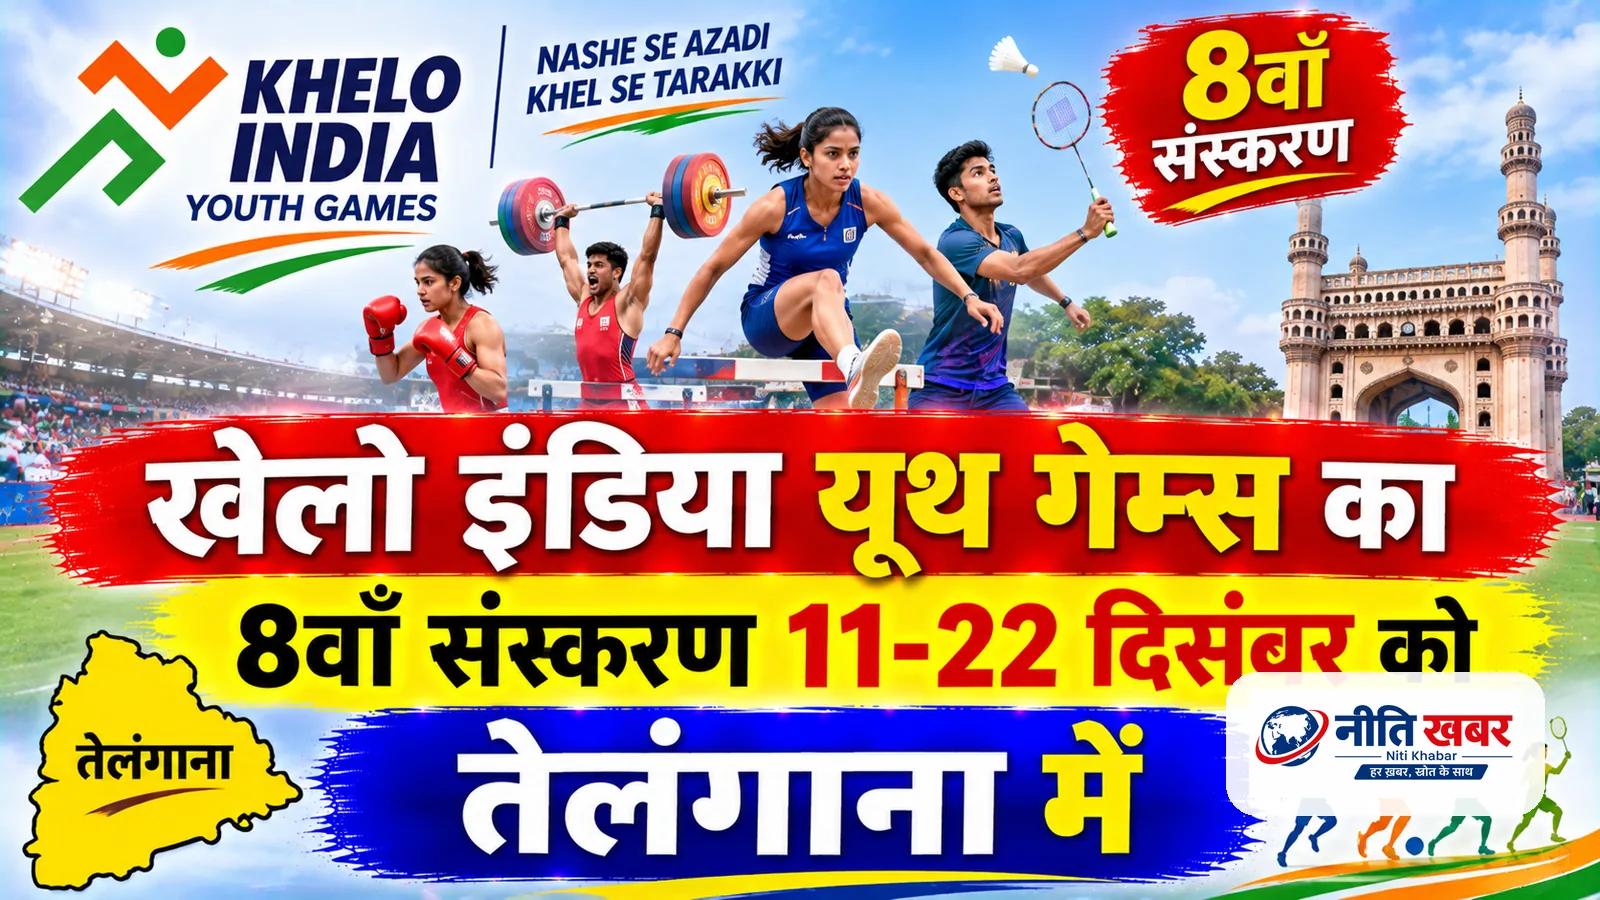 KHELO
INDIA
YOUTH GAMES
NASHE SE AZADI
KHEL SE TARAKKI
8वाँ
संस्करण
खेलो इंडिया यूथ गेम्स का
8वाँ संस्करण 11-22 दिसंबर को
तेलंगाना में
तेलंगाना
नीति खबर
Niti Khabar
हर ख़बर, स्रोत के साथ